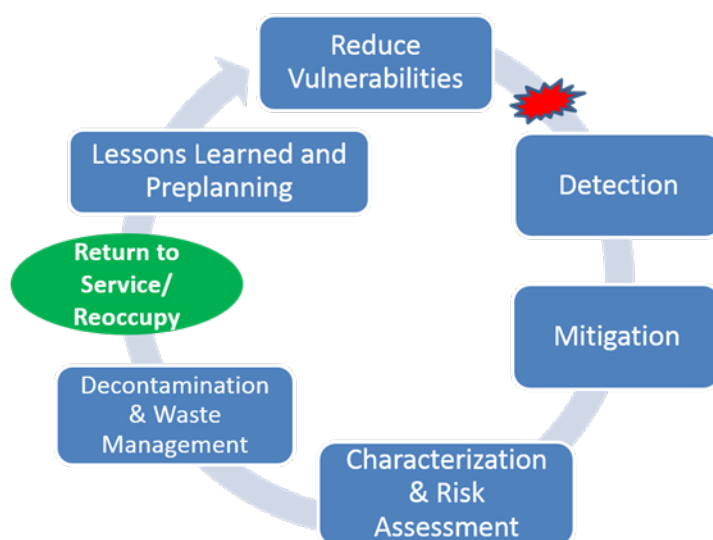 Reduce
Vulnerabilities
Detection
Mitigation
Characterization
& Risk
Assessment
Decontamination
& Waste
Management
Return to
Service/
Reoccupy
Lessons Learned and
Preplanning